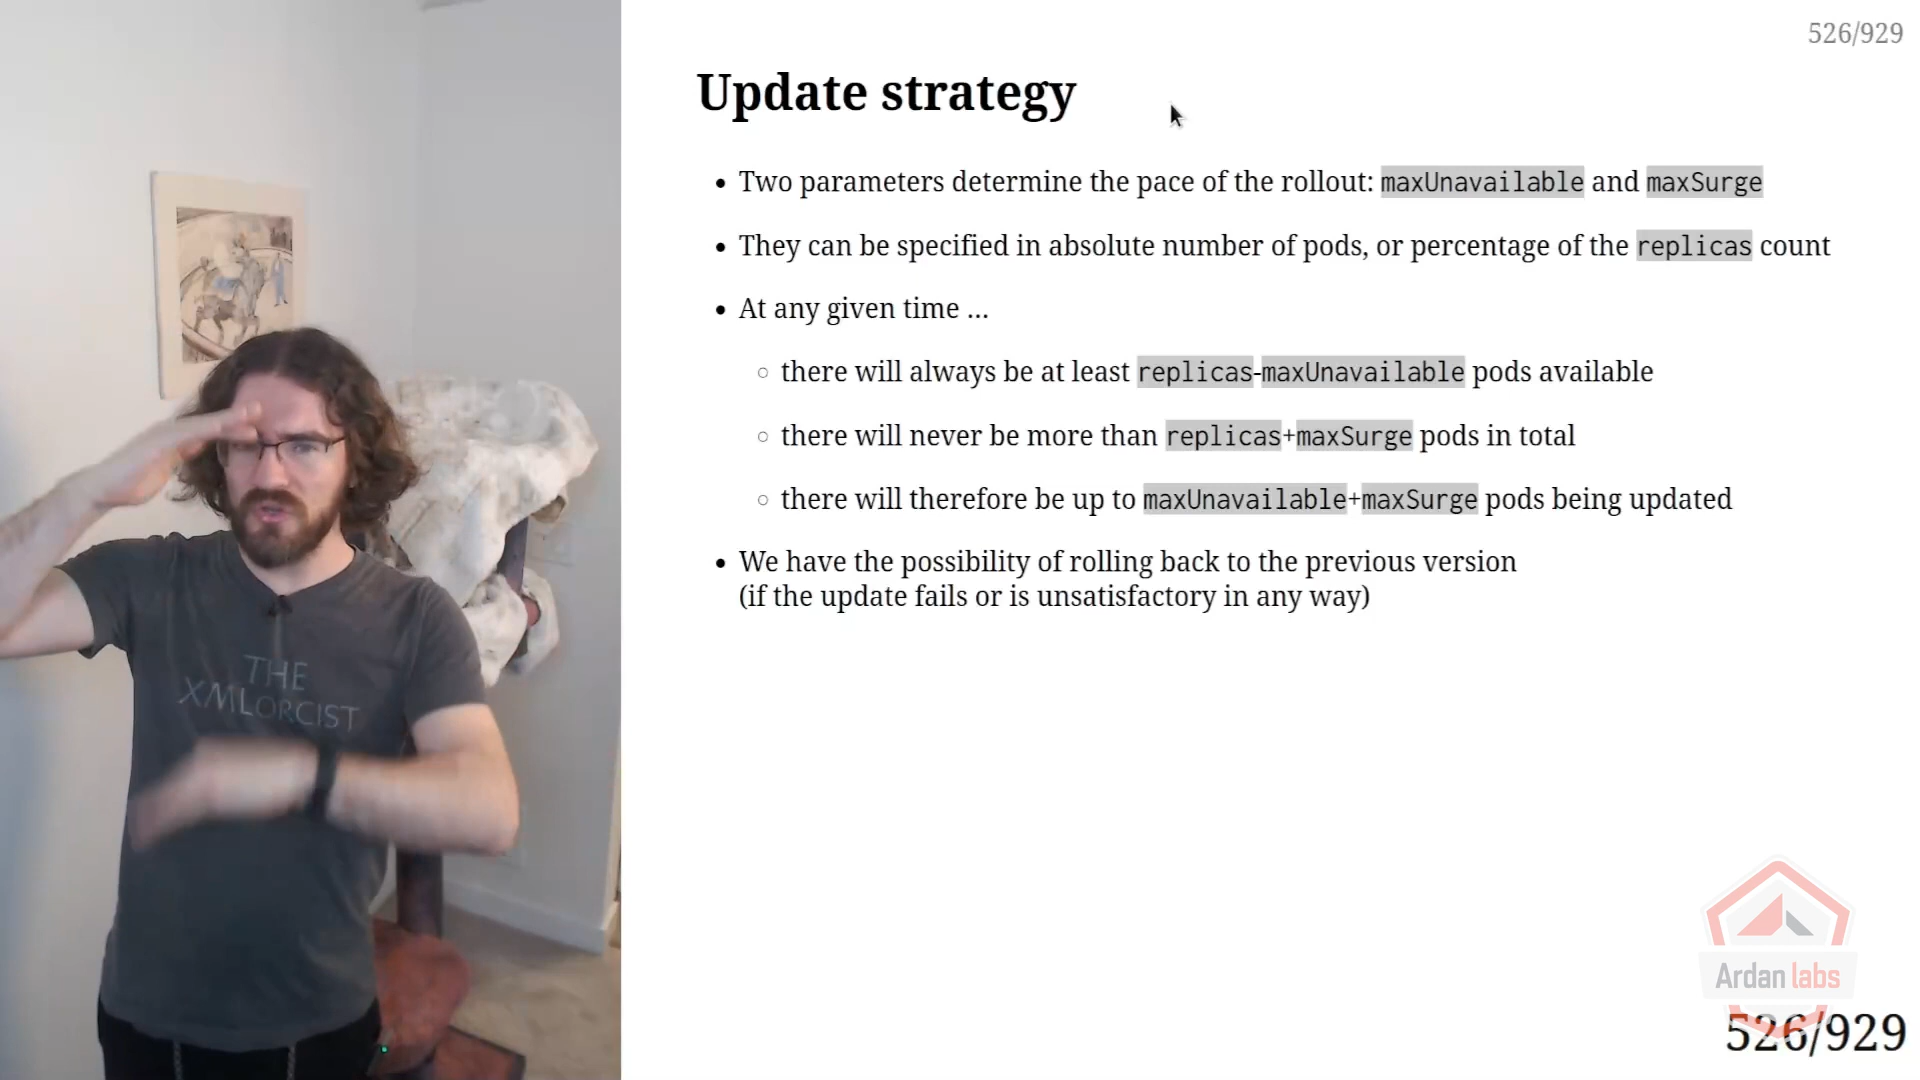 526/929
Update strategy
• Two parameters determine the pace of the rollout: maxUnavailable and maxSurge
• They can be specified in absolute number of pods, or percentage of the replicas count
• At any given time ...
◦ there will always be at least replicas-maxUnavailable pods available
◦ there will never be more than replicas+maxSurge pods in total
◦ there will therefore be up to maxUnavailable+maxSurge pods being updated
• We have the possibility of rolling back to the previous version
(if the update fails or is unsatisfactory in any way)
THE
XMLORCIST
Ardan labs
526/929